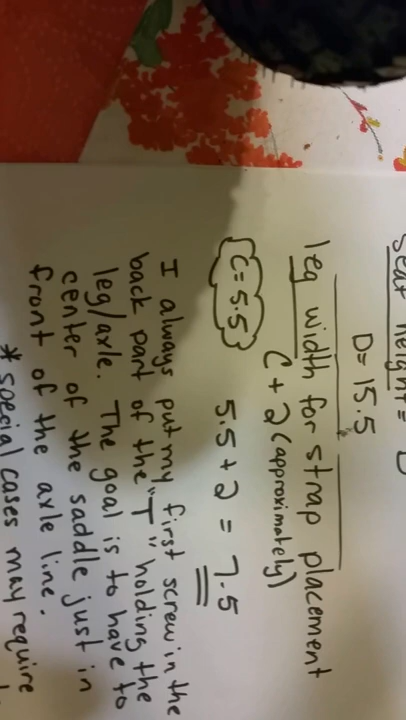 Seat height = D
D = 15.5
leg width for strap placement
C + 2 (approximately)
C = 5.5 5.5 + 2 = 7.5
I always put my first screw in the
back part of the "T" holding the
leg/axle. The goal is to have to
center of the saddle just in
front of the axle line.
* special cases may require